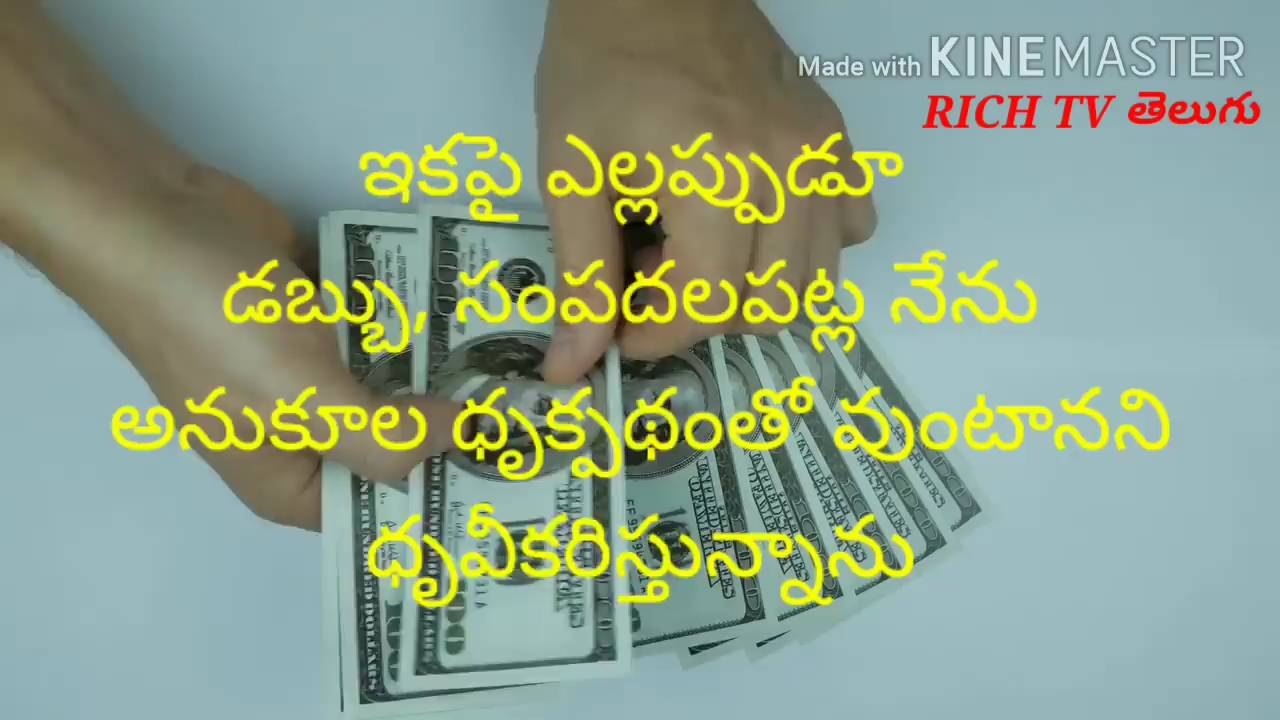 Made with KINEMASTER
RICH TV తెలుగు
ఇకపై ఎల్లప్పుడూ
డబ్బు, సంపదలపట్ల నేను
అనుకూల ధృక్పథంతో వుంటానని
ధృవీకరిస్తున్నాను